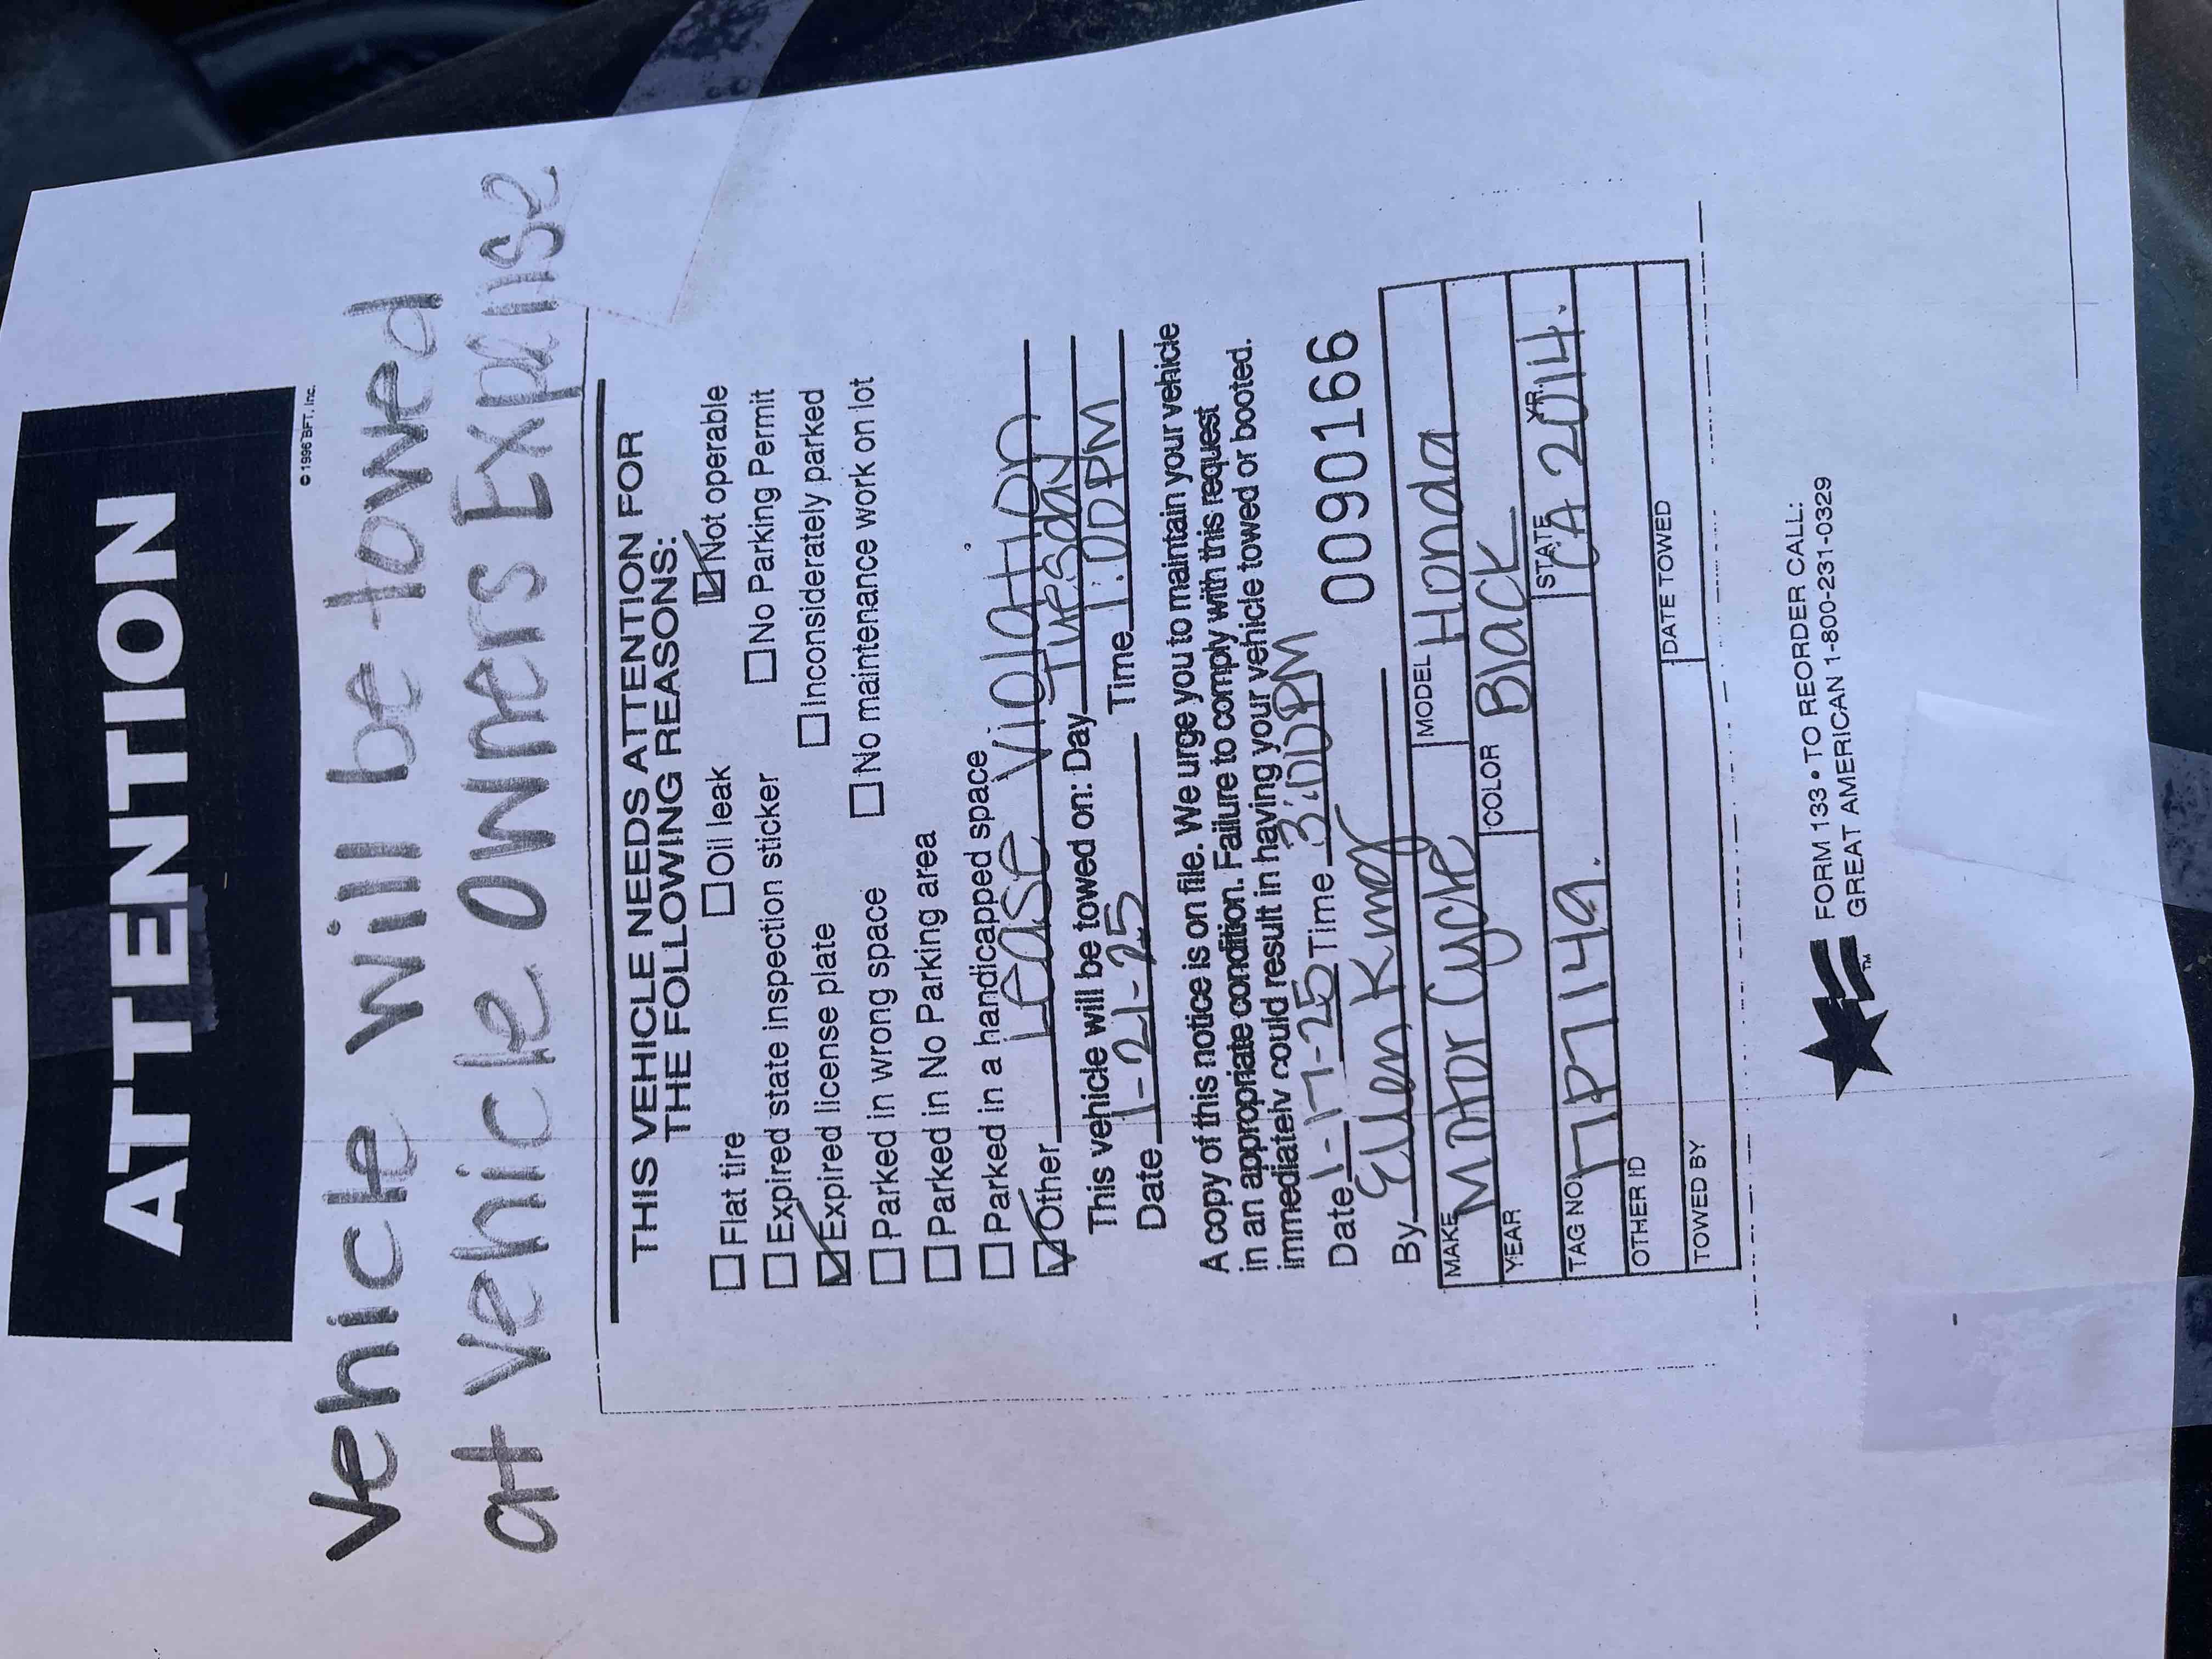 ATTENTION
© 1996 BFT, Inc.
Vehicle will be towed
at vehicle owners Expense
THIS VEHICLE NEEDS ATTENTION FOR
THE FOLLOWING REASONS:
Flat tire Oil leak Not operable
Expired state inspection sticker No Parking Permit
Expired license plate Inconsiderately parked
Parked in wrong space No maintenance work on lot
Parked in No Parking area
Parked in a handicapped space
Other Lease Violation
This vehicle will be towed on: Day Tuesday
Date 1-21-25 Time 1:00PM
A copy of this notice is on file. We urge you to maintain your vehicle
in an appropriate condition. Failure to comply with this request
immediately could result in having your vehicle towed or booted.
Date 1-17-25 Time 3:00PM
By Ellen 0090166
MAKE Motor Cycle MODEL Honda
YEAR COLOR Black
TAG NO. STATE CA YR. 2014.
OTHER ID
TOWED BY DATE TOWED
FORM 133 • TO REORDER CALL:
GREAT AMERICAN 1-800-231-0329
TM